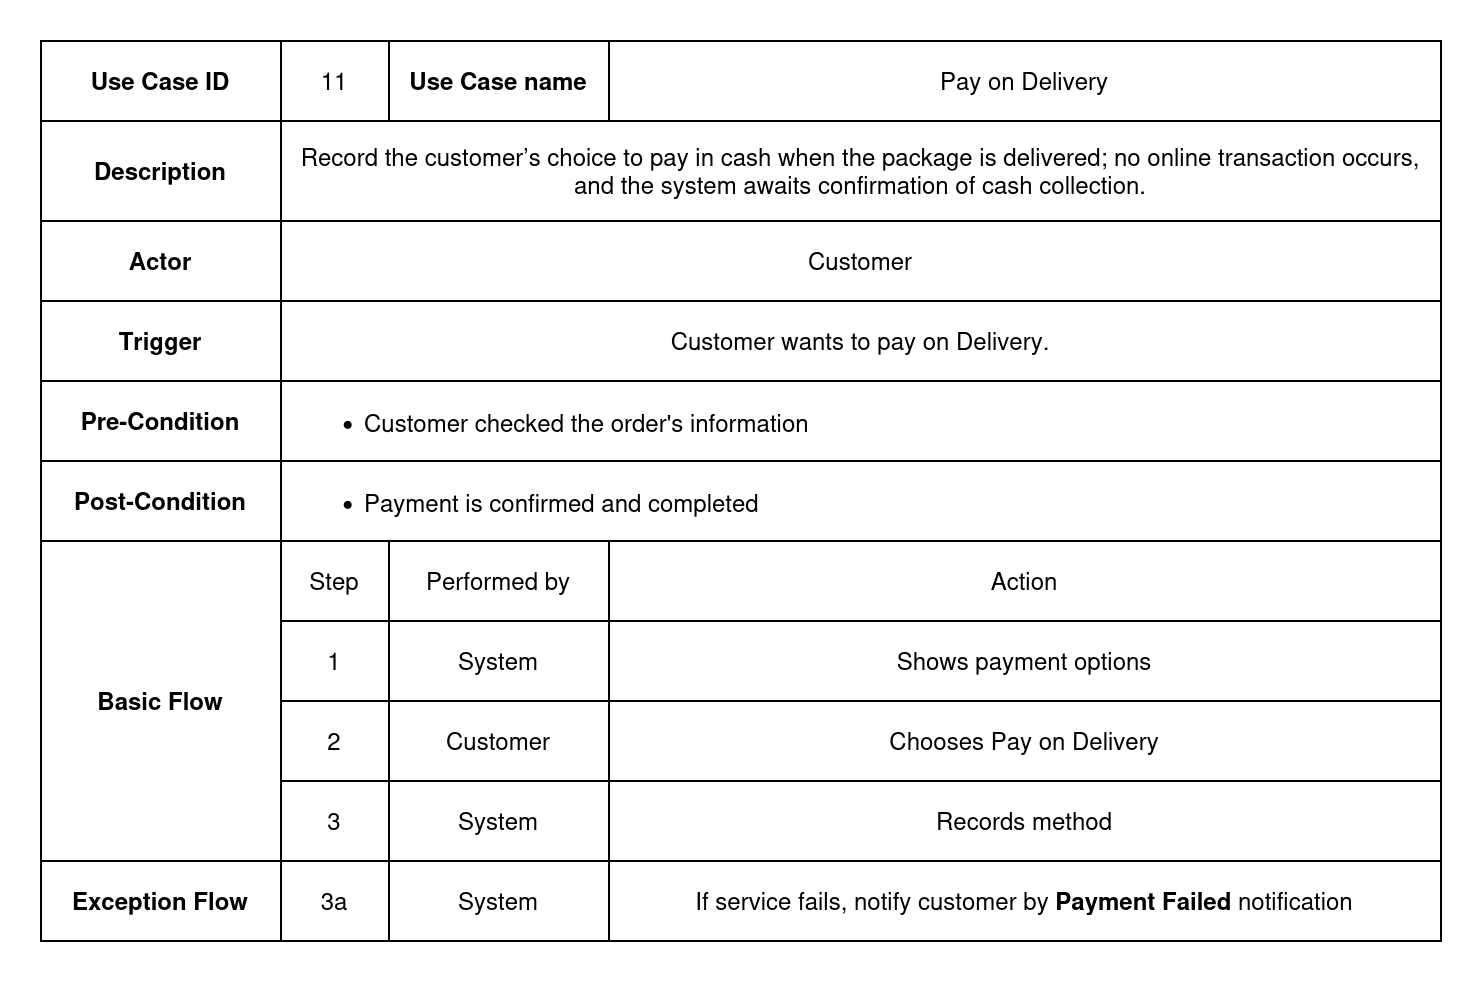 Use Case ID 11 Use Case name Pay on Delivery
Description
Record the customer’s choice to pay in cash when the package is delivered; no online transaction occurs,
and the system awaits confirmation of cash collection.
Actor Customer
Trigger Customer wants to pay on Delivery.
Pre-Condition • Customer checked the order's information
Post-Condition • Payment is confirmed and completed
Basic Flow
Step Performed by Action
1 System Shows payment options
2 Customer Chooses Pay on Delivery
3 System Records method
Exception Flow 3a System If service fails, notify customer by Payment Failed notification